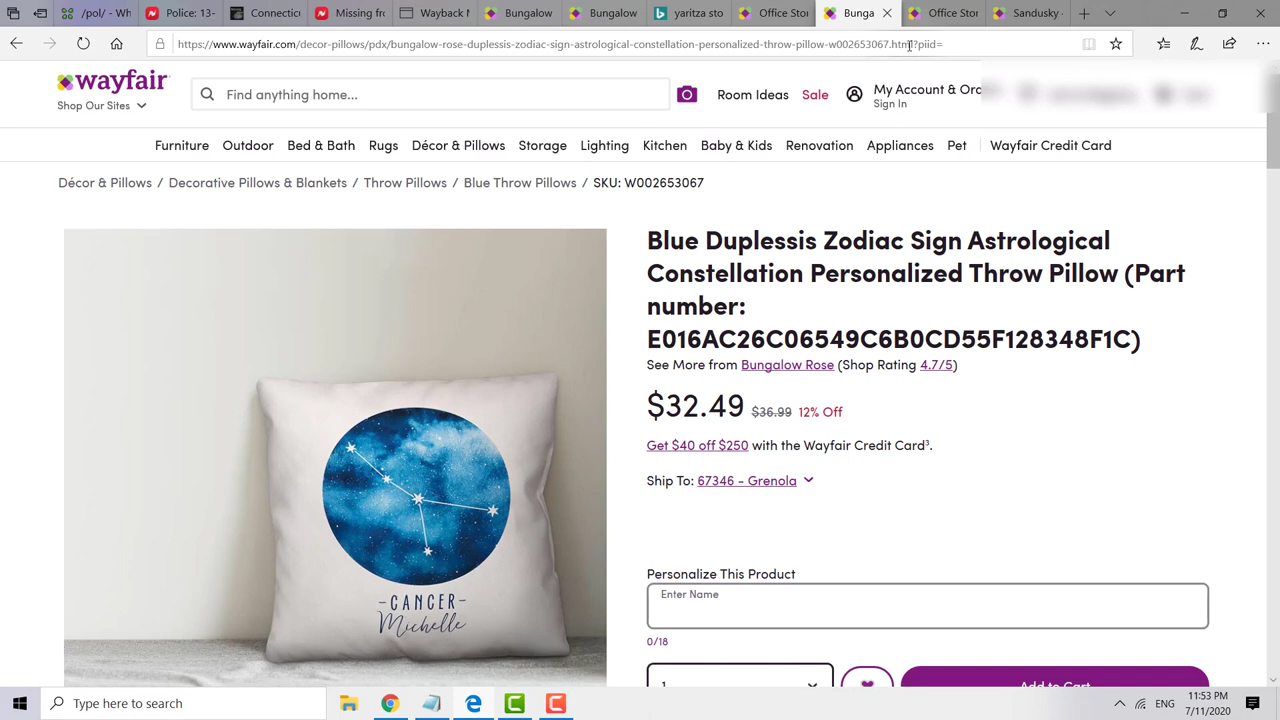 ~ /pol/ - W
Police: 13-
Connection
Missing fro
Wayback M
Bungalow
Bungalow
yaritza sto
Office Stor
Bunga
Office Stor
Sandusky
https://www.wayfair.com/decor-pillows/pdx/bungalow-rose-duplessis-zodiac-sign-astrological-constellation-personalized-throw-pillow-w002653067.html?piid=
wayfair
Shop Our Sites
Find anything home...
Room Ideas
Sale
My Account & Ord
Sign In
Furniture Outdoor Bed & Bath Rugs Décor & Pillows Storage Lighting Kitchen Baby & Kids Renovation Appliances Pet Wayfair Credit Card
Décor & Pillows / Decorative Pillows & Blankets / Throw Pillows / Blue Throw Pillows / SKU: W002653067
Blue Duplessis Zodiac Sign Astrological
Constellation Personalized Throw Pillow (Part
number:
E016AC26C06549C6B0CD55F128348F1C)
See More from Bungalow Rose (Shop Rating 4.7/5)
$32.49 $36.99 12% Off
Get $40 off $250 with the Wayfair Credit Card³.
Ship To: 67346 - Grenola
Personalize This Product
Enter Name
0/18
1
Add to Cart
-CANCER-
Michelle
Type here to search
ENG
11:53 PM
7/11/2020